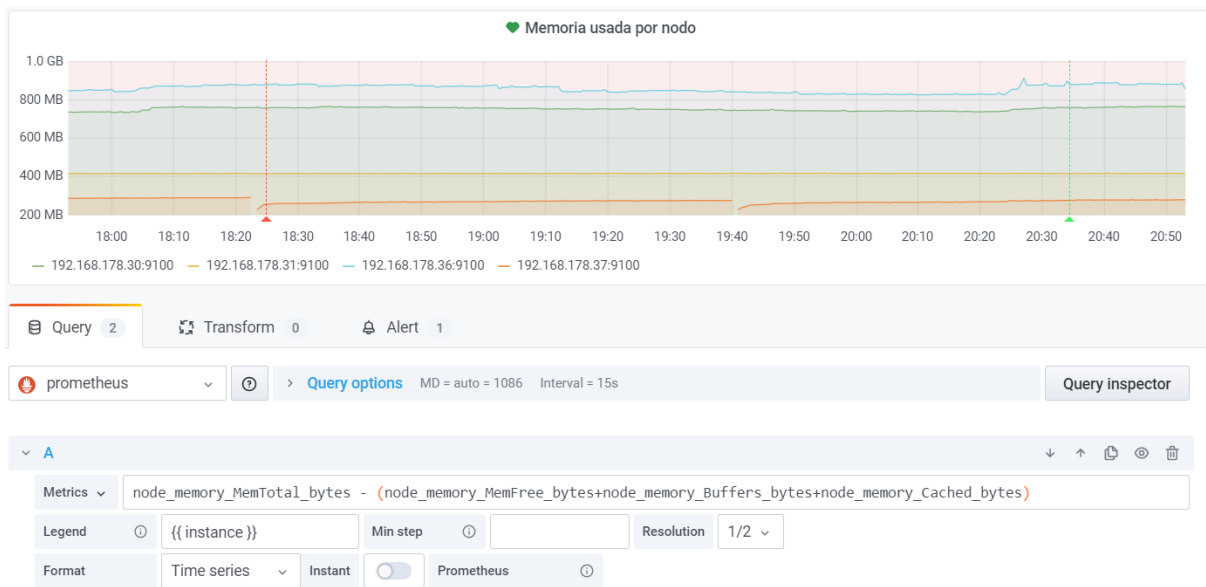 Memoria usada por nodo
1.0 GB
800 MB
600 MB
400 MB
200 MB
18:00 18:10 18:20 18:30 18:40 18:50 19:00 19:10 19:20 19:30 19:40 19:50 20:00 20:10 20:20 20:30 20:40 20:50
192.168.178.30:9100 192.168.178.31:9100 192.168.178.36:9100 192.168.178.37:9100
Query 2 Transform 0 Alert 1
prometheus Query options MD = auto = 1086 Interval = 15s Query inspector
A
Metrics node_memory_MemTotal_bytes - (node_memory_MemFree_bytes+node_memory_Buffers_bytes+node_memory_Cached_bytes)
Legend {{ instance }} Min step Resolution 1/2
Format Time series Instant Prometheus